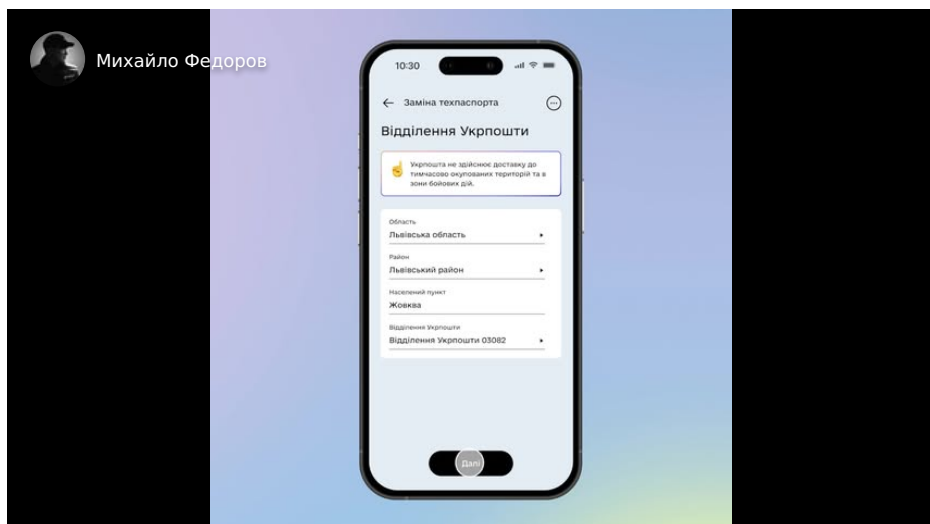 Михайло Федоров
10:30
Заміна техпаспорта
Відділення Укрпошти
Укрпошта не здійснює доставку до
тимчасово окупованих територій та в
зони бойових дій.
Область
Львівська область
Район
Львівський район
Населений пункт
Жовква
Відділення Укрпошти
Відділення Укрпошти 03082
Далі